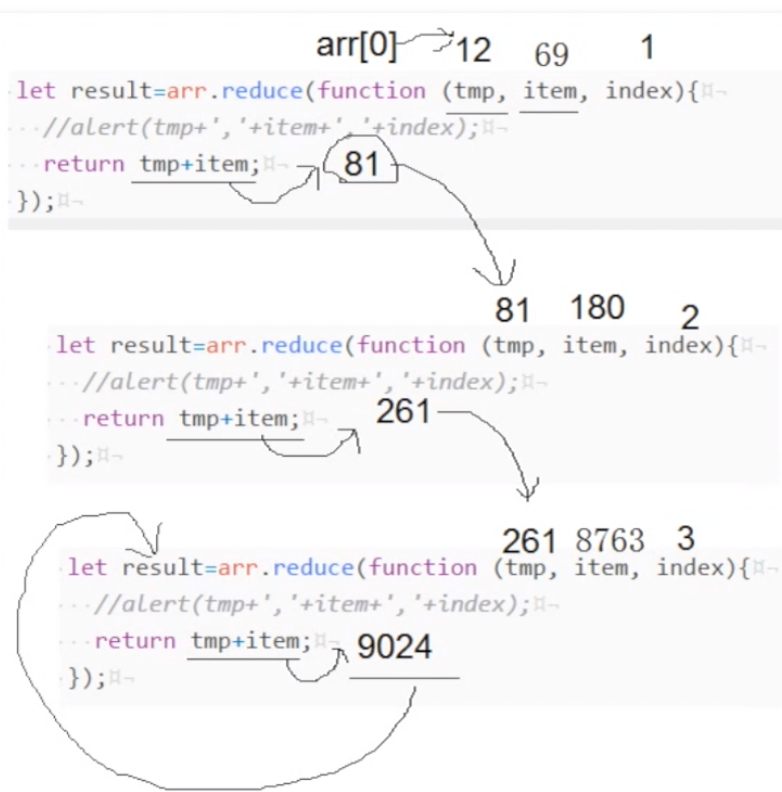 arr[0] 12 69 1
let result=arr.reduce(function (tmp, item, index){
//alert(tmp+','+item+','+index);
return tmp+item; 81
});
81 180 2
let result=arr.reduce(function (tmp, item, index){
//alert(tmp+','+item+','+index);
return tmp+item; 261
});
261 8763 3
let result=arr.reduce(function (tmp, item, index){
//alert(tmp+','+item+','+index);
return tmp+item; 9024
});